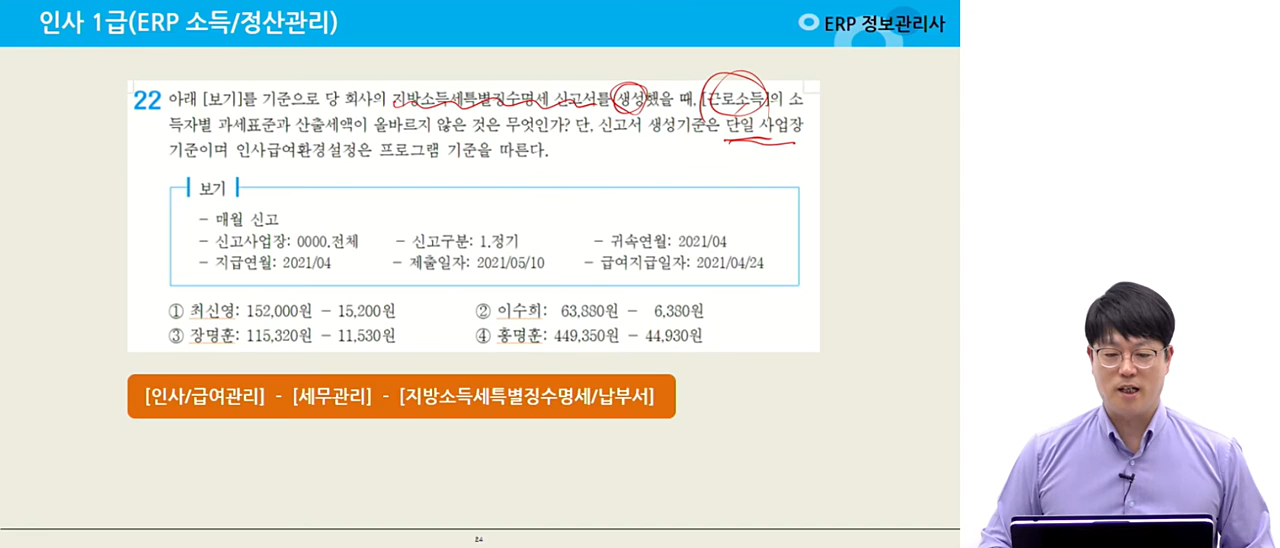 인사 1급(ERP 소득/정산관리)
ERP 정보관리사
22 아래 [보기]를 기준으로 당 회사의 지방소득세특별징수명세 신고서를 생성했을 때, [근로소득]의 소
득자별 과세표준과 산출세액이 올바르지 않은 것은 무엇인가? 단, 신고서 생성기준은 단일 사업장
기준이며 인사급여환경설정은 프로그램 기준을 따른다.
보기
- 매월 신고
- 신고사업장: 0000.전체 - 신고구분: 1.정기 - 귀속연월: 2021/04
- 지급연월: 2021/04 - 제출일자: 2021/05/10 - 급여지급일자: 2021/04/24
① 최신영: 152,000원 - 15,200원 ② 이수희: 63,880원 - 6,380원
③ 장명훈: 115,320원 - 11,530원 ④ 홍명훈: 449,350원 - 44,930원
[인사/급여관리] - [세무관리] - [지방소득세특별징수명세/납부서]